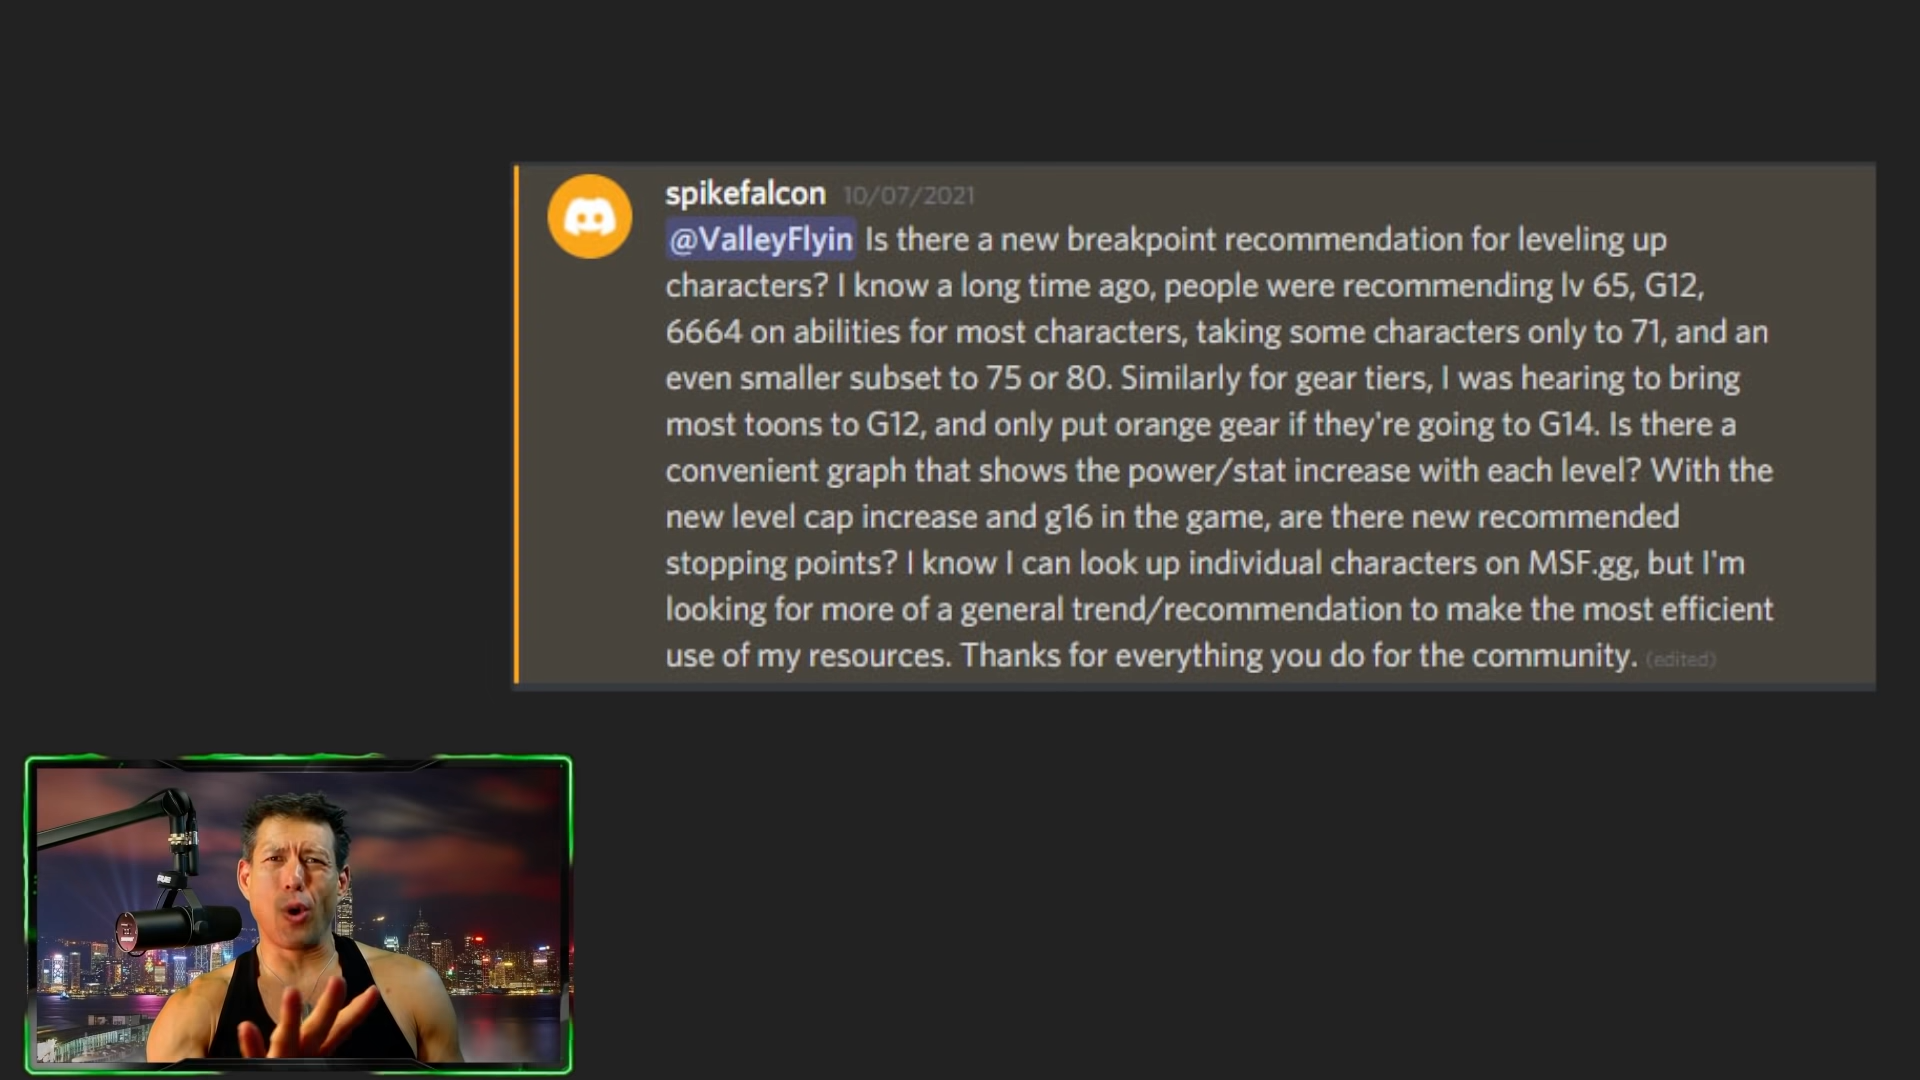 spikefalcon 10/07/2021
@ValleyFlyin Is there a new breakpoint recommendation for leveling up
characters? I know a long time ago, people were recommending lv 65, G12,
6664 on abilities for most characters, taking some characters only to 71, and an
even smaller subset to 75 or 80. Similarly for gear tiers, I was hearing to bring
most toons to G12, and only put orange gear if they're going to G14. Is there a
convenient graph that shows the power/stat increase with each level? With the
new level cap increase and g16 in the game, are there new recommended
stopping points? I know I can look up individual characters on MSF.gg, but I'm
looking for more of a general trend/recommendation to make the most efficient
use of my resources. Thanks for everything you do for the community. (edited)